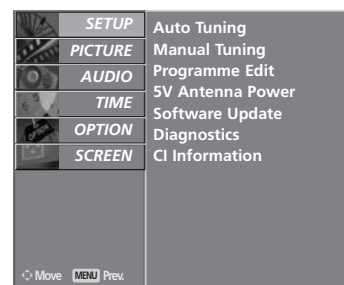 SETUP
PICTURE
AUDIO
TIME
OPTION
SCREEN
Auto Tuning
Manual Tuning
Programme Edit
5V Antenna Power
Software Update
Diagnostics
CI Information
Move MENU Prev.